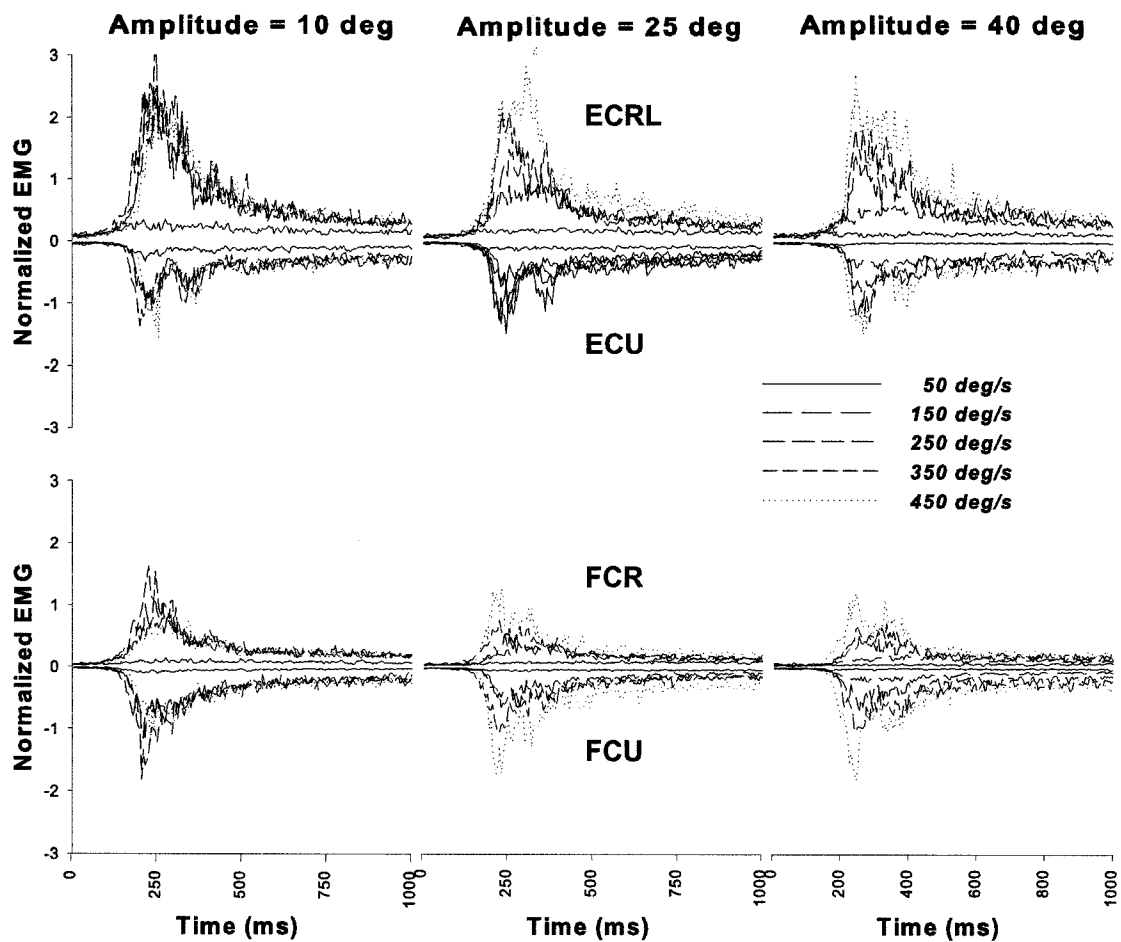 Amplitude = 10 deg Amplitude = 25 deg Amplitude = 40 deg
Normalized EMG
3
2
1
0
-1
-2
-3
ECRL
ECU
50 deg/s
150 deg/s
250 deg/s
350 deg/s
450 deg/s
Normalized EMG
3
2
1
0
-1
-2
-3
FCR
FCU
0 250 500 750 1000 0 250 500 750 1000 0 200 400 600 800 1000
Time (ms) Time (ms) Time (ms)